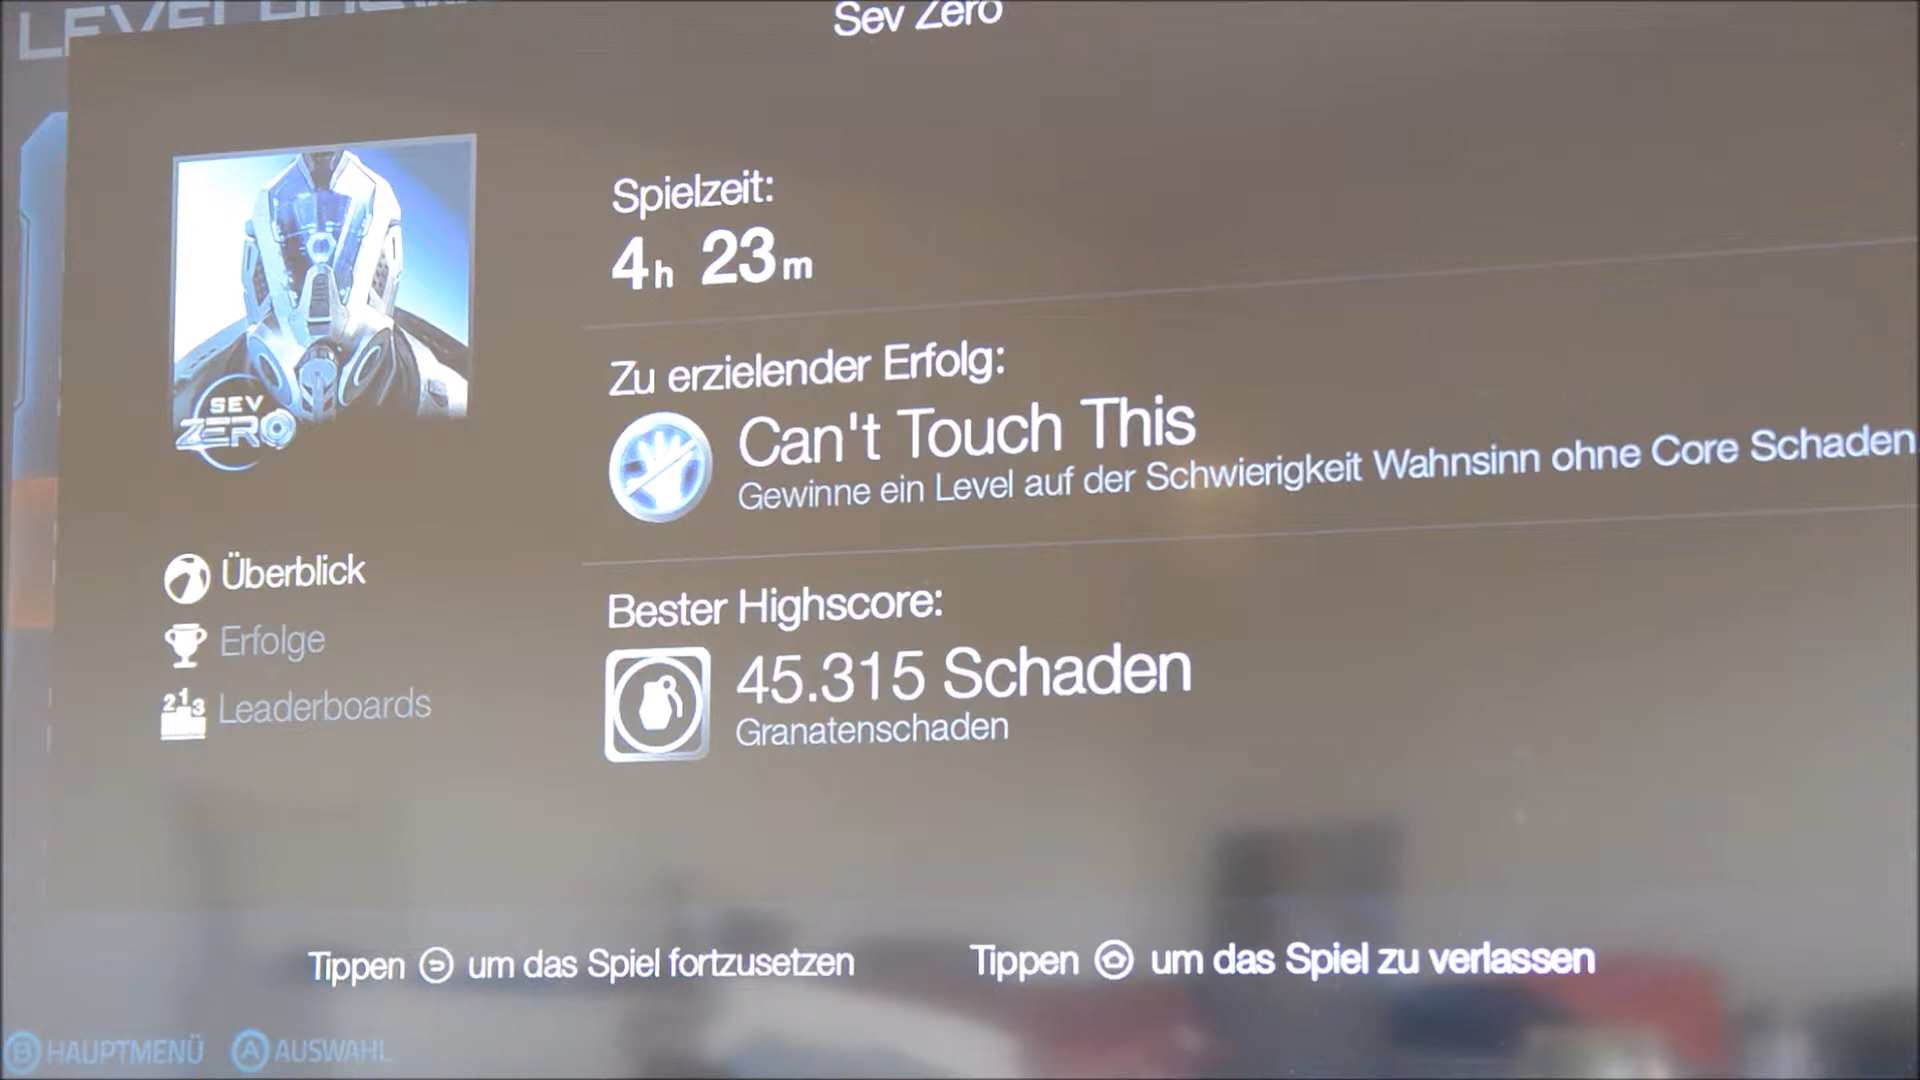 Sev Zero
Spielzeit:
4h 23m
Zu erzielender Erfolg:
Can't Touch This
Gewinne ein Level auf der Schwierigkeit Wahnsinn ohne Core Schaden
SEV
ZERO
Überblick
Erfolge
213 Leaderboards
Bester Highscore:
45.315 Schaden
Granatenschaden
Tippen um das Spiel fortzusetzen
Tippen um das Spiel zu verlassen
B HAUPTMENÜ A AUSWAHL